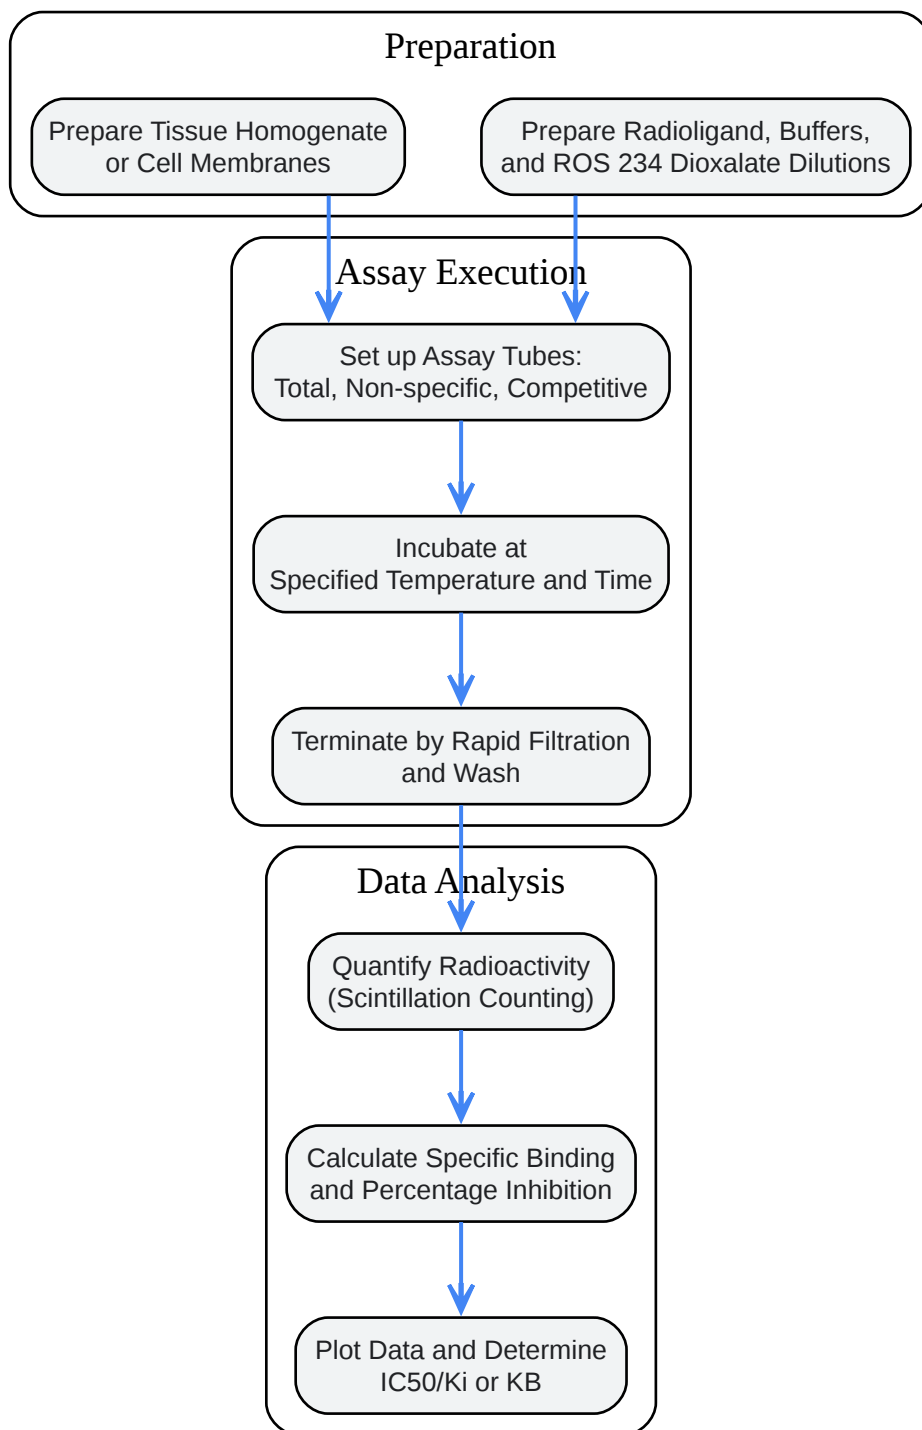 Preparation
Prepare Tissue Homogenate
or Cell Membranes
Prepare Radioligand, Buffers,
and ROS 234 Dioxalate Dilutions
Assay Execution
Set up Assay Tubes:
Total, Non-specific, Competitive
Incubate at
Specified Temperature and Time
Terminate by Rapid Filtration
and Wash
Data Analysis
Quantify Radioactivity
(Scintillation Counting)
Calculate Specific Binding
and Percentage Inhibition
Plot Data and Determine
IC50/Ki or KB